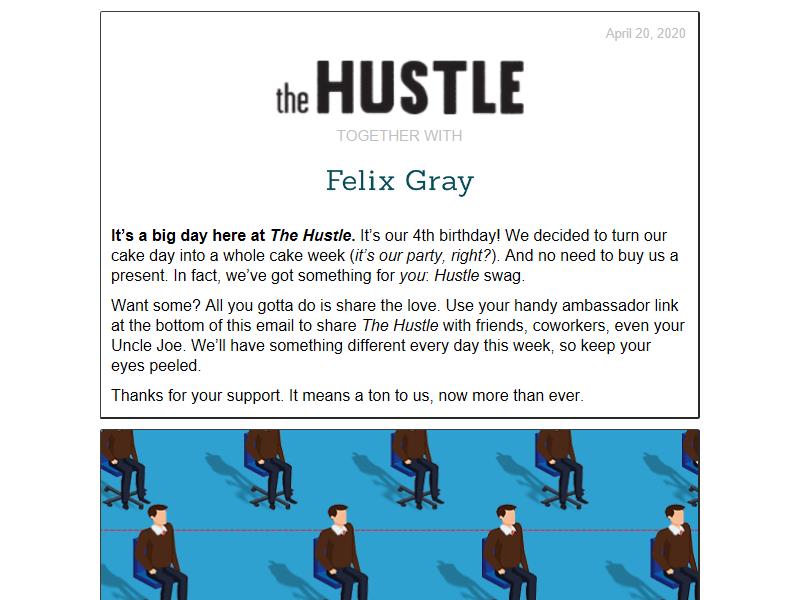 April 20, 2020
the HUSTLE
TOGETHER WITH
Felix Gray
It’s a big day here at The Hustle. It’s our 4th birthday! We decided to turn our
cake day into a whole cake week (it’s our party, right?). And no need to buy us a
present. In fact, we’ve got something for you: Hustle swag.
Want some? All you gotta do is share the love. Use your handy ambassador link
at the bottom of this email to share The Hustle with friends, coworkers, even your
Uncle Joe. We’ll have something different every day this week, so keep your
eyes peeled.
Thanks for your support. It means a ton to us, now more than ever.